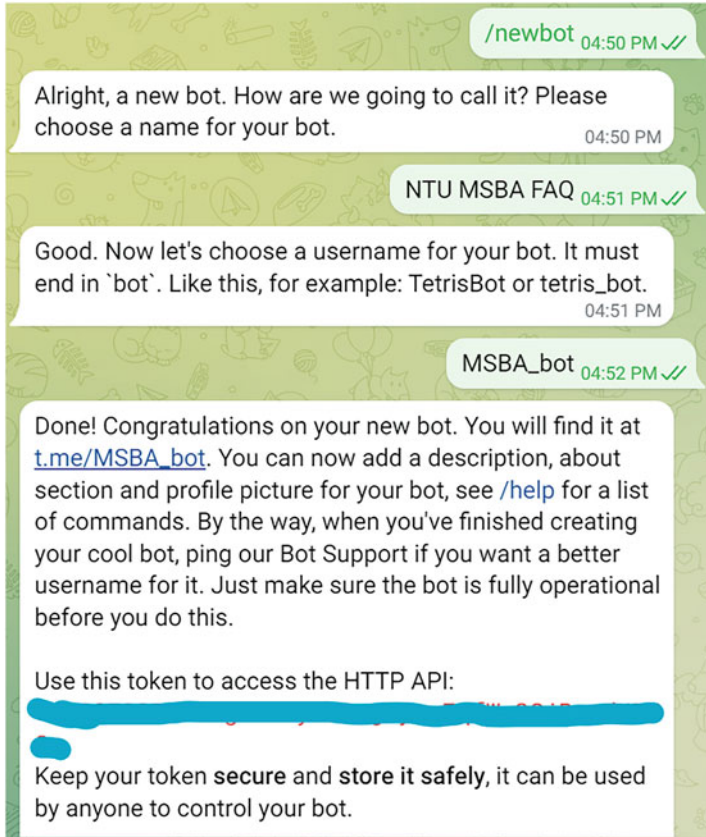 /newbot 04:50 PM
Alright, a new bot. How are we going to call it? Please
choose a name for your bot.
04:50 PM
NTU MSBA FAQ 04:51 PM
Good. Now let's choose a username for your bot. It must
end in `bot`. Like this, for example: TetrisBot or tetris_bot.
04:51 PM
MSBA_bot 04:52 PM
Done! Congratulations on your new bot. You will find it at
t.me/MSBA_bot. You can now add a description, about
section and profile picture for your bot, see /help for a list
of commands. By the way, when you've finished creating
your cool bot, ping our Bot Support if you want a better
username for it. Just make sure the bot is fully operational
before you do this.
Use this token to access the HTTP API:
Keep your token secure and store it safely, it can be used
by anyone to control your bot.